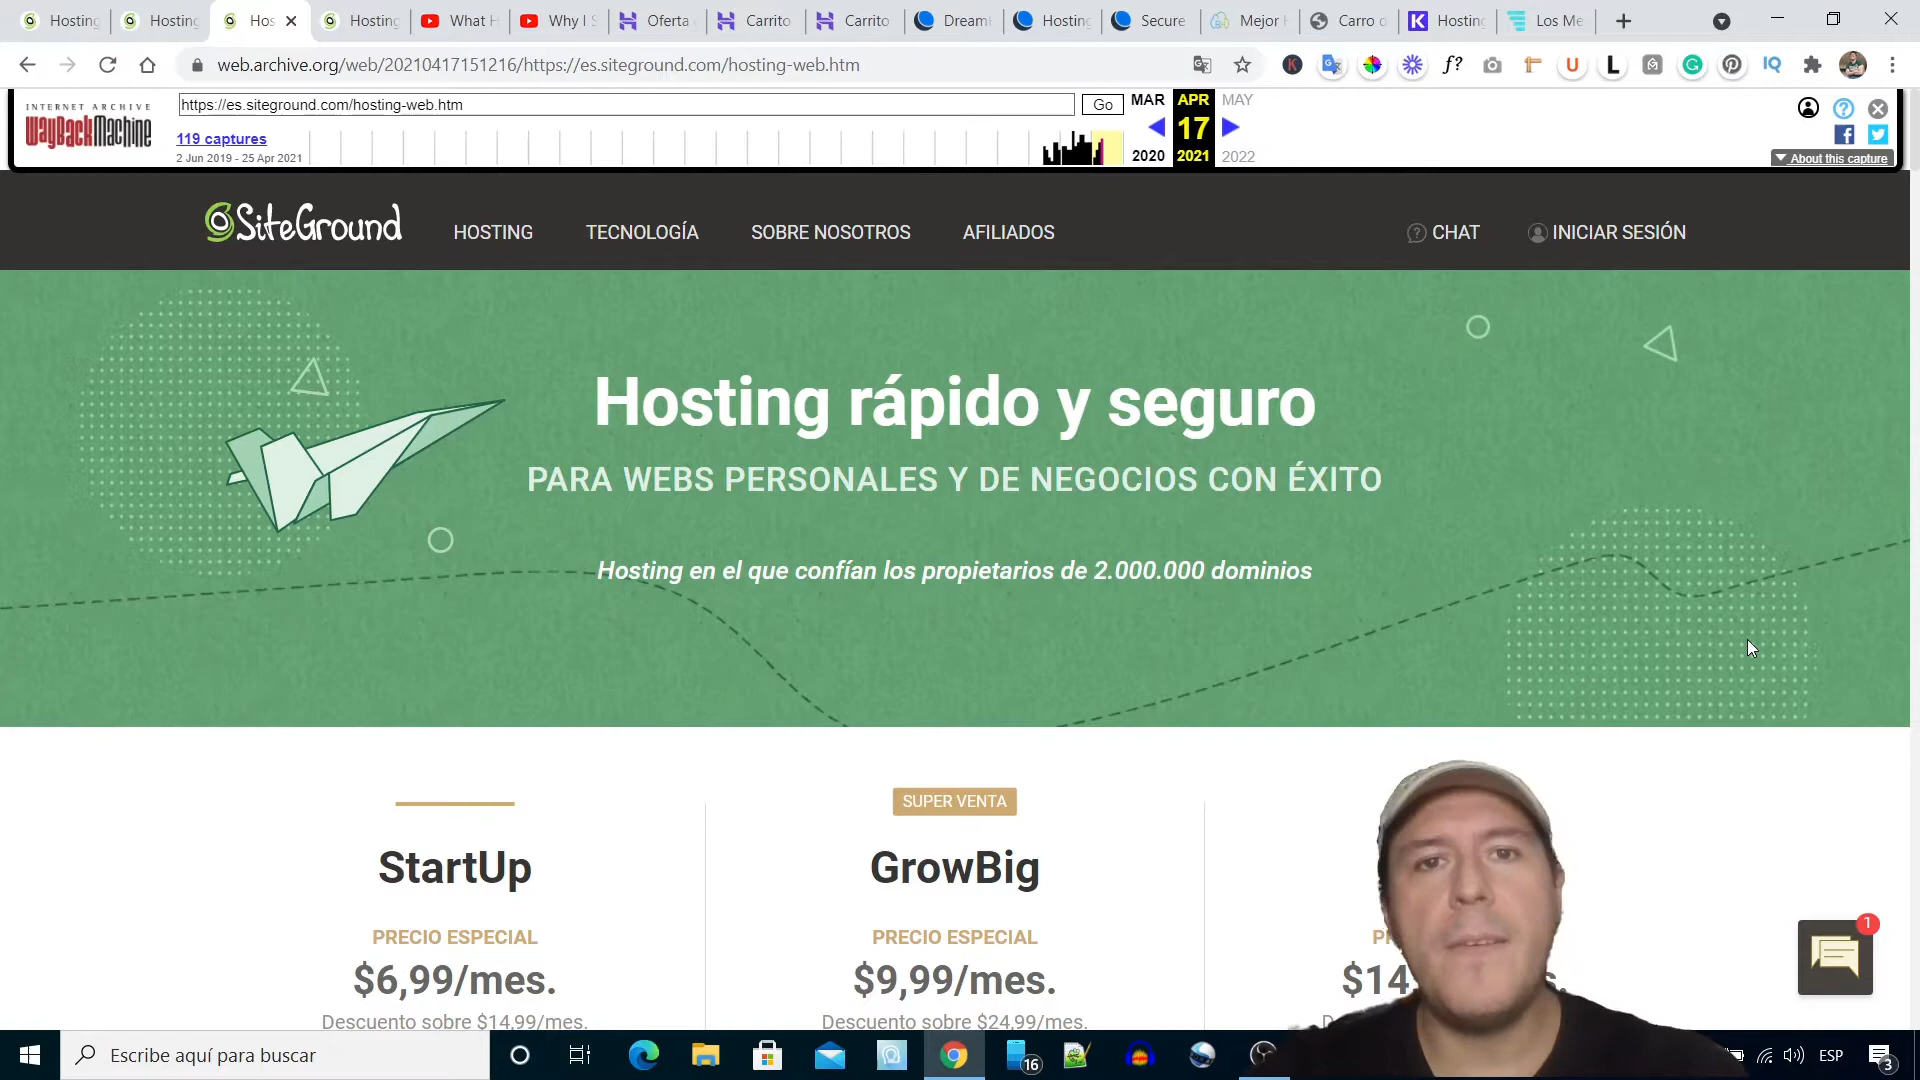 Hosting
Hosting
Hos
Hosting
What H
Why I S
Oferta
Carrito
Carrito
Dream
Hosting
Secure
Mejor H
Carro d
Hosting
Los Me
web.archive.org/web/20210417151216/https://es.siteground.com/hosting-web.htm
INTERNET ARCHIVE
WayBackMachine
https://es.siteground.com/hosting-web.htm
Go
MAR
APR
MAY
119 captures
17
2 Jun 2019 - 25 Apr 2021
2020
2021
2022
About this capture
SiteGround
HOSTING
TECNOLOGÍA
SOBRE NOSOTROS
AFILIADOS
CHAT
INICIAR SESIÓN
Hosting rápido y seguro
PARA WEBS PERSONALES Y DE NEGOCIOS CON ÉXITO
Hosting en el que confían los propietarios de 2.000.000 dominios
SUPER VENTA
StartUp
GrowBig
PRECIO ESPECIAL
PRECIO ESPECIAL
$6,99/mes.
$9,99/mes.
$14
s.
Descuento sobre $14,99/mes.
Descuento sobre $24,99/mes.
1
Escribe aquí para buscar
16
ESP
3